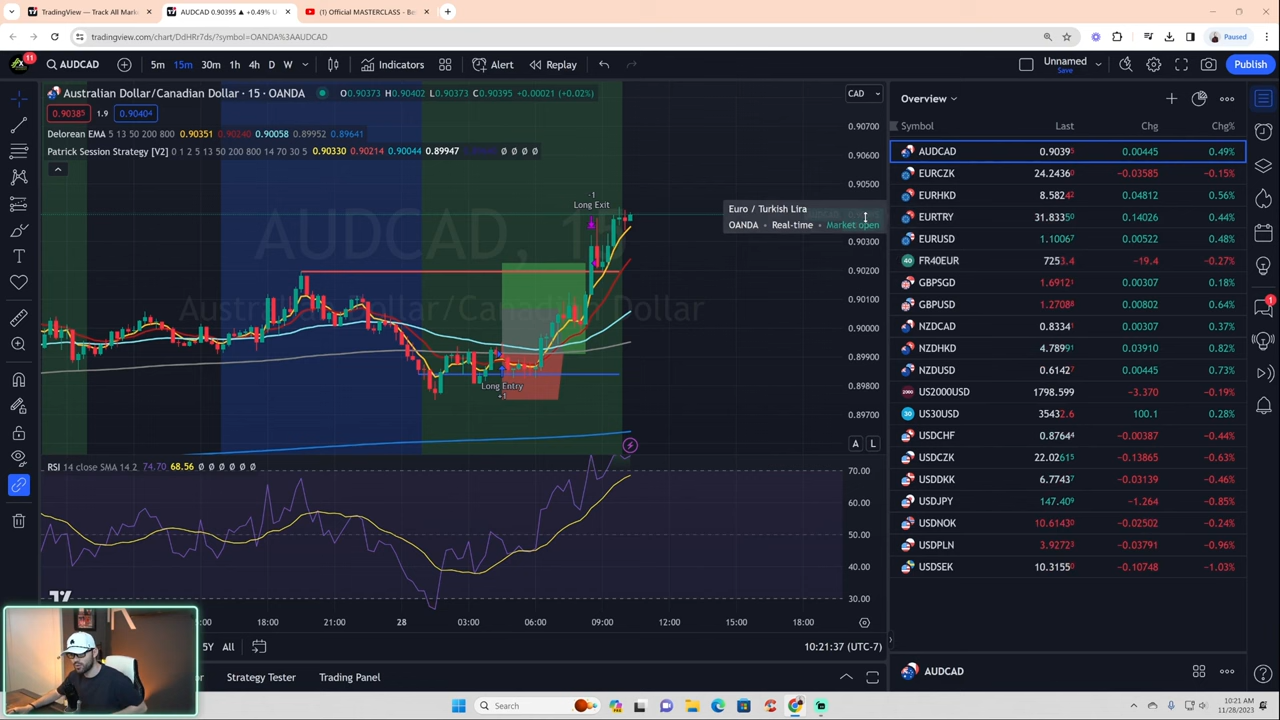 TradingView — Track All Mark
AUDCAD 0.90395 ▲ +0.49% U
(1) Official MASTERCLASS - Be
tradingview.com/chart/DdHRr7ds/?symbol=OANDA%3AAUDCAD
Paused
11
AUDCAD
5m 15m 30m 1h 4h D W
Indicators
Alert
Replay
Unnamed
Save
Publish
Australian Dollar/Canadian Dollar · 15 · OANDA O0.90373 H0.90402 L0.90373 C0.90395 +0.00021 (+0.02%)
CAD
0.90385 1.9 0.90404
Delorean EMA 5 13 50 200 800 0.90351 0.90240 0.90058 0.89952 0.89641
Patrick Session Strategy [V2] 0 1 2 5 13 50 200 800 14 70 30 5 0.90330 0.90214 0.90044 0.89947 Ø Ø Ø Ø
AUDCAD, 15
Australian Dollar/Canadian Dollar
-1
Long Exit
Long Entry
+1
Euro / Turkish Lira
OANDA • Real-time • Market open
0.90700
0.90600
0.90500
0.90300
0.90200
0.90100
0.90000
0.89900
0.89800
0.89700
A L
RSI 14 close SMA 14 2 74.70 68.56 Ø Ø Ø Ø Ø Ø
70.00
60.00
50.00
40.00
30.00
18:00 21:00 28 03:00 06:00 09:00 12:00 15:00 18:00
5Y All
10:21:37 (UTC-7)
Strategy Tester
Trading Panel
Overview
Symbol Last Chg Chg%
AUDCAD 0.90395 0.00445 0.49%
EURCZK 24.24360 −0.03585 −0.15%
EURHKD 8.58242 0.04812 0.56%
EURTRY 31.83350 0.14026 0.44%
EURUSD 1.10067 0.00522 0.48%
FR40EUR 7253.4 −19.4 −0.27%
GBPSGD 1.69121 0.00307 0.18%
GBPUSD 1.27088 0.00802 0.64%
NZDCAD 0.83341 0.00307 0.37%
NZDHKD 4.78991 0.03910 0.82%
NZDUSD 0.61427 0.00445 0.73%
US2000USD 1798.599 −3.370 −0.19%
US30USD 35432.6 100.1 0.28%
USDCHF 0.87644 −0.00387 −0.44%
USDCZK 22.02615 −0.13865 −0.63%
USDDKK 6.77437 −0.03139 −0.46%
USDJPY 147.409 −1.264 −0.85%
USDNOK 10.61430 −0.02502 −0.24%
USDPLN 3.92723 −0.03791 −0.96%
USDSEK 10.31550 −0.10748 −1.03%
AUDCAD
1
Search
10:21 AM
11/28/2023